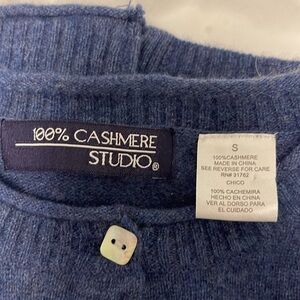 100% CASHMERE
STUDIO®
S
100%CASHMERE
MADE IN CHINA
SEE REVERSE FOR CARE
RN# 91762
CHICO
100% CACHEMIRA
HECHO EN CHINA
VER AL DORSO PARA
EL CUIDADO